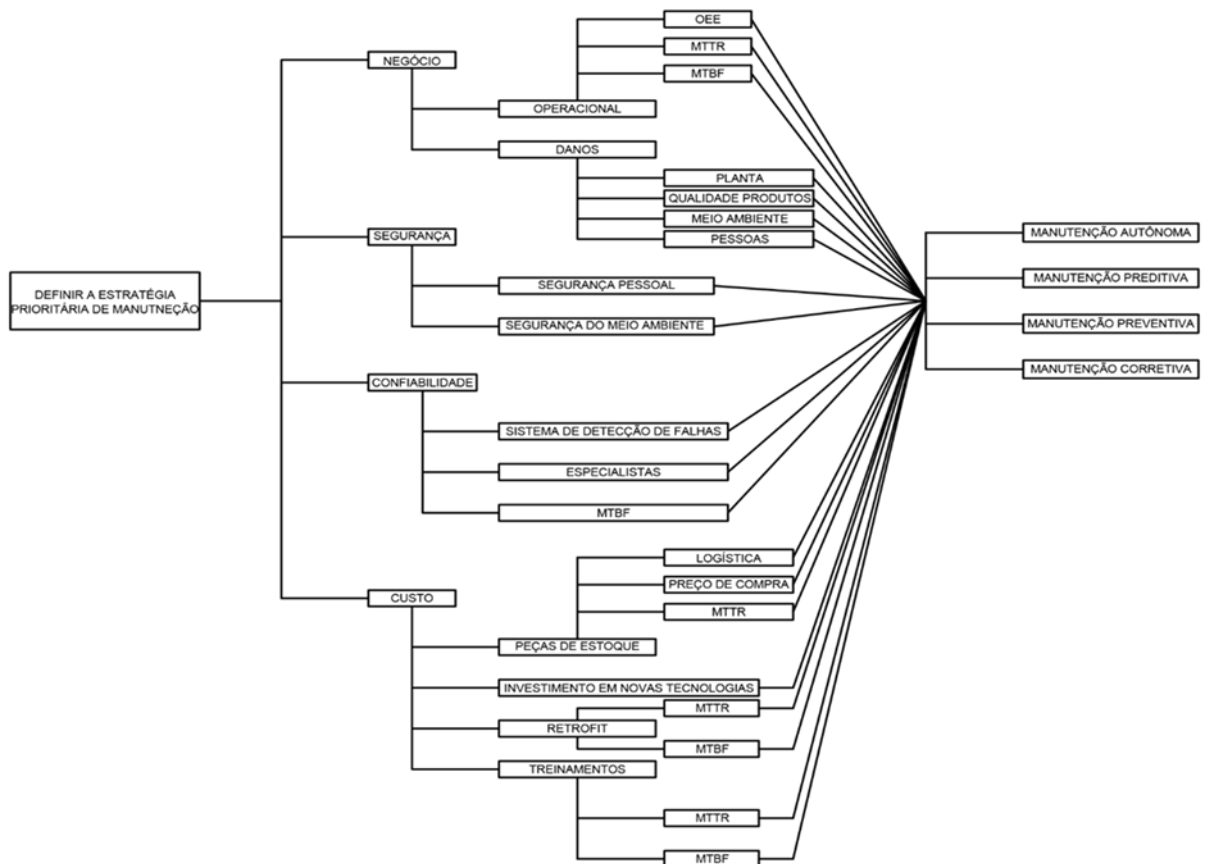 DEFINIR A ESTRATÉGIA
PRIORITÁRIA DE MANUTNEÇÃO
NEGÓCIO
OPERACIONAL
OEE
MTTR
MTBF
DANOS
PLANTA
QUALIDADE PRODUTOS
MEIO AMBIENTE
PESSOAS
SEGURANÇA
SEGURANÇA PESSOAL
SEGURANÇA DO MEIO AMBIENTE
CONFIABILIDADE
SISTEMA DE DETECÇÃO DE FALHAS
ESPECIALISTAS
MTBF
CUSTO
PEÇAS DE ESTOQUE
LOGÍSTICA
PREÇO DE COMPRA
MTTR
INVESTIMENTO EM NOVAS TECNOLOGIAS
RETROFIT
MTTR
MTBF
TREINAMENTOS
MTTR
MTBF
MANUTENÇÃO AUTÔNOMA
MANUTENÇÃO PREDITIVA
MANUTENÇÃO PREVENTIVA
MANUTENÇÃO CORRETIVA